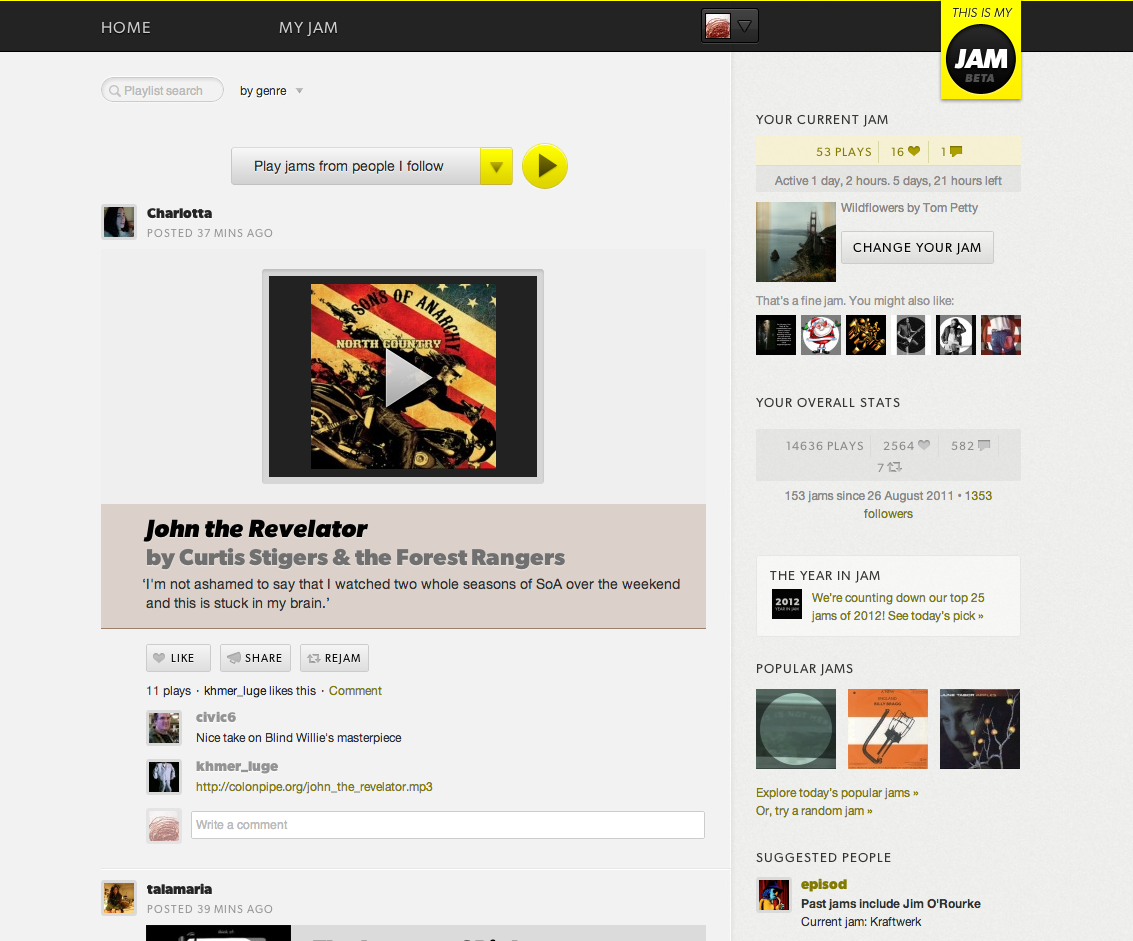 HOME
MY JAM
THIS IS MY
JAM
BETA
Playlist search
by genre
Play jams from people I follow
Charlotta
POSTED 37 MINS AGO
SONS OF ANARCHY
NORTH COUNTRY
John the Revelator
by Curtis Stigers & the Forest Rangers
‘I'm not ashamed to say that I watched two whole seasons of SoA over the weekend
and this is stuck in my brain.’
LIKE
SHARE
REJAM
11 plays · khmer_luge likes this · Comment
civic6
Nice take on Blind Willie's masterpiece
khmer_luge
http://colonpipe.org/john_the_revelator.mp3
Write a comment
talamaria
POSTED 39 MINS AGO
YOUR CURRENT JAM
53 PLAYS 16 1
Active 1 day, 2 hours. 5 days, 21 hours left
Wildflowers by Tom Petty
CHANGE YOUR JAM
That's a fine jam. You might also like:
YOUR OVERALL STATS
14636 PLAYS 2564 582
7
153 jams since 26 August 2011 • 1353
followers
THE YEAR IN JAM
2012
YEAR IN JAM
We're counting down our top 25
jams of 2012! See today's pick »
POPULAR JAMS
BILLY BRAGG
JUNE TABOR
Explore today's popular jams »
Or, try a random jam »
SUGGESTED PEOPLE
episod
Past jams include Jim O'Rourke
Current jam: Kraftwerk